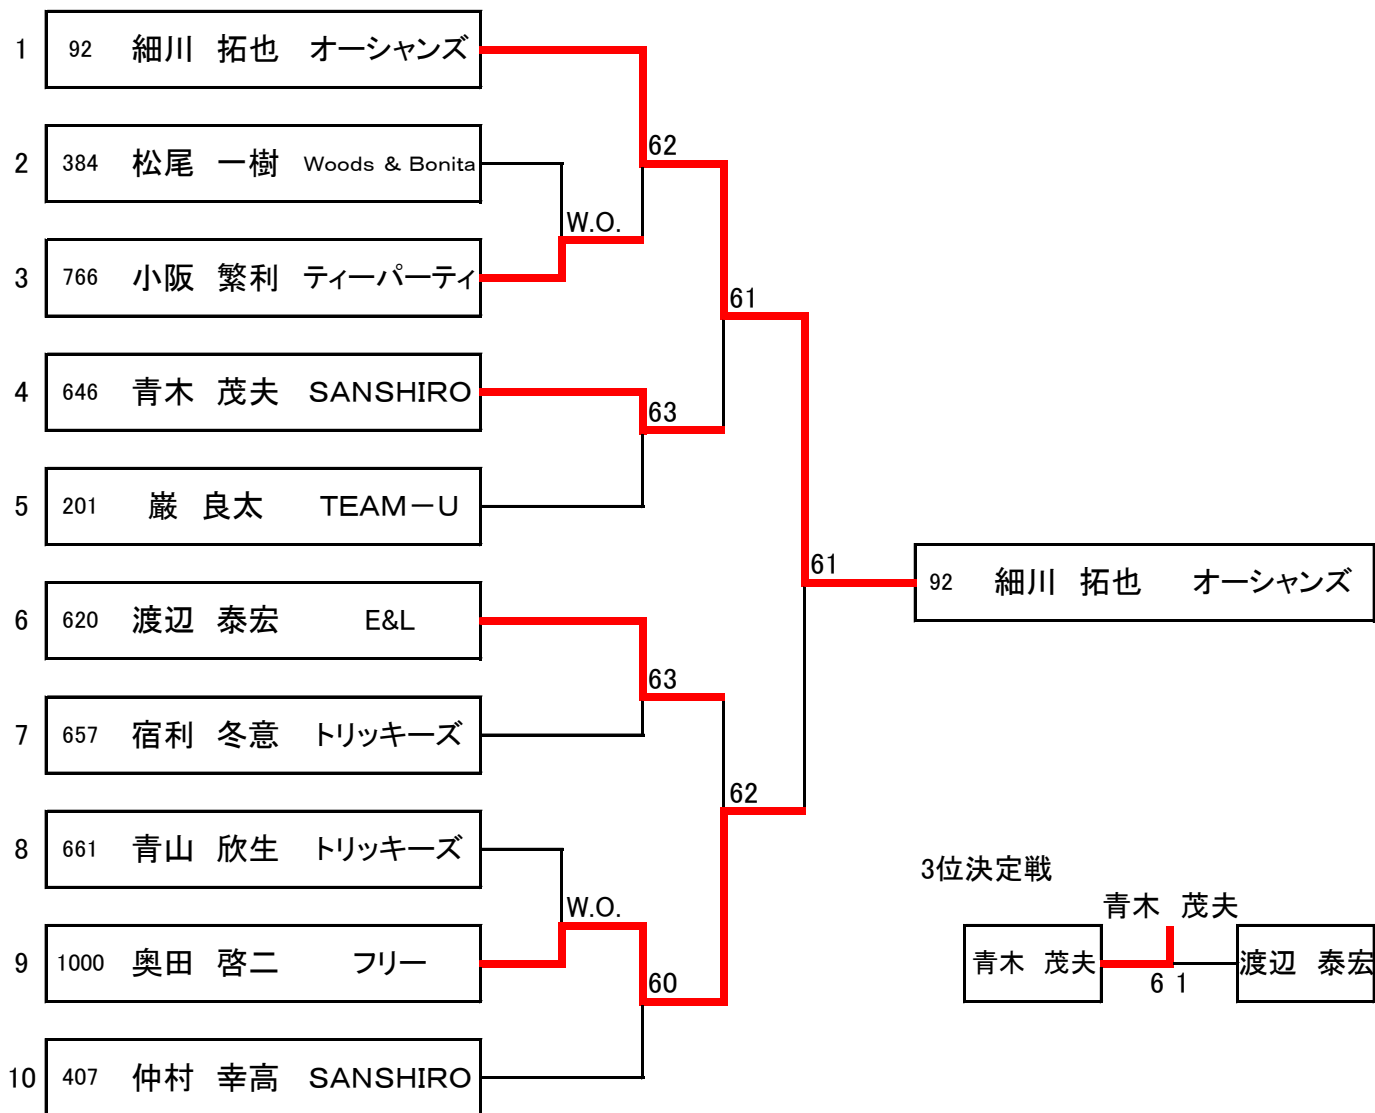 1 92 細川 拓也 オーシャンズ
62
2 384 松尾 一樹 Woods & Bonita
W.O.
3 766 小阪 繁利 ティーパーティ
61
4 646 青木 茂夫 SANSHIRO
63
5 201 巌 良太 TEAM－U
61
92 細川 拓也 オーシャンズ
6 620 渡辺 泰宏 E&L
63
7 657 宿利 冬意 トリッキーズ
62
8 661 青山 欣生 トリッキーズ
W.O.
9 1000 奥田 啓二 フリー
60
10 407 仲村 幸高 SANSHIRO
3位決定戦
青木 茂夫
青木 茂夫
6 1
渡辺 泰宏